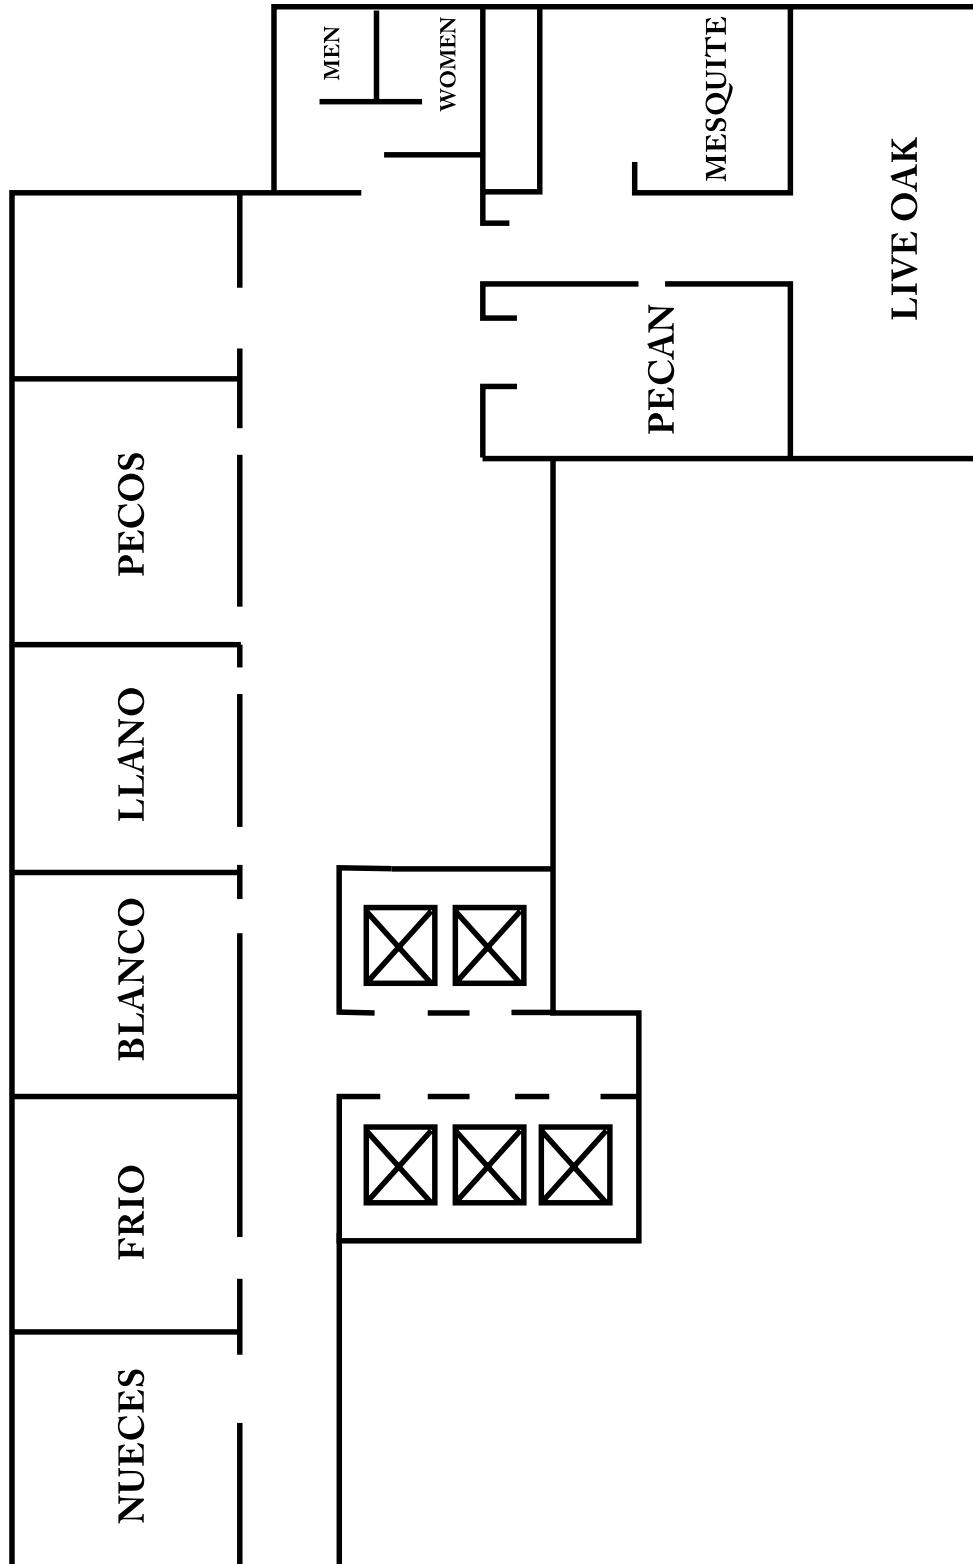 MEN
WOMEN
MESQUITE
LIVE OAK
PECAN
PECOS
LLANO
BLANCO
FRIO
NUECES